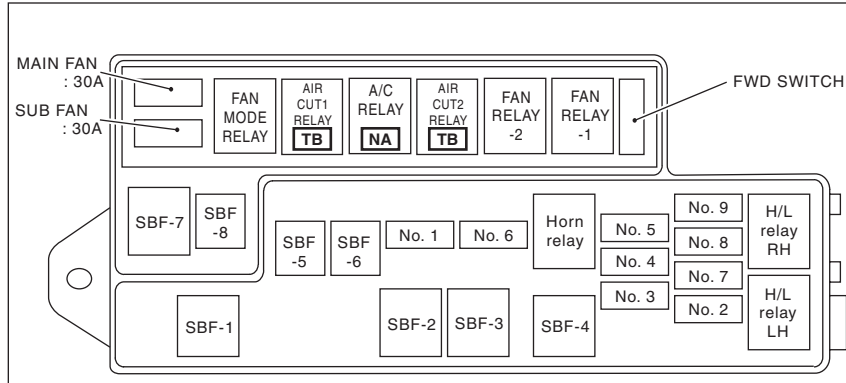 MAIN FAN
: 30A
SUB FAN
: 30A
FAN
MODE
RELAY
AIR
CUT1
RELAY
TB
A/C
RELAY
NA
AIR
CUT2
RELAY
TB
FAN
RELAY
-2
FAN
RELAY
-1
FWD SWITCH
SBF-7
SBF
-8
SBF
-5
SBF
-6
No. 1
No. 6
Horn
relay
No. 5
No. 4
No. 3
No. 9
No. 8
No. 7
No. 2
H/L
relay
RH
H/L
relay
LH
SBF-1
SBF-2
SBF-3
SBF-4